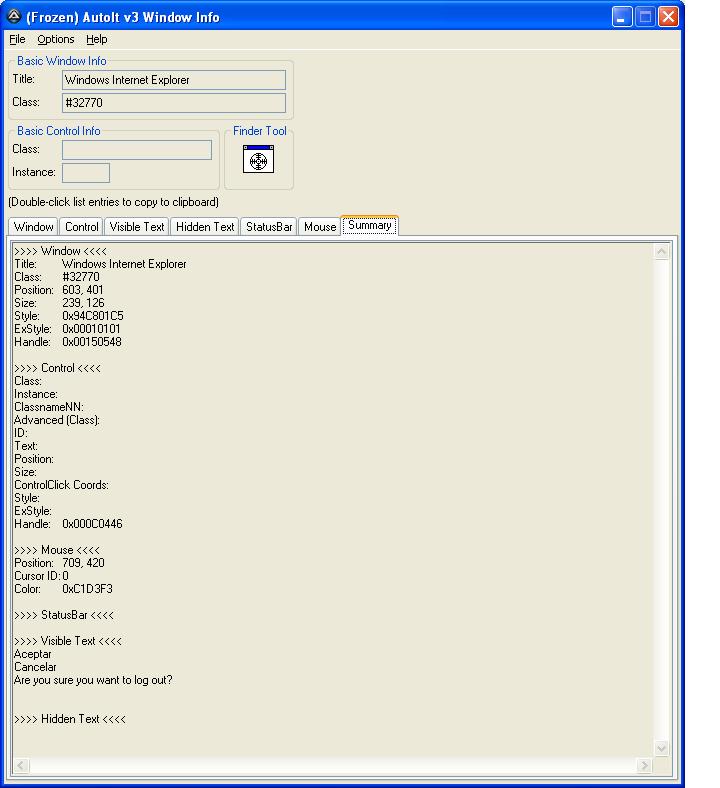 (Frozen) AutoIt v3 Window Info
File Options Help
Basic Window Info
Title: Windows Internet Explorer
Class: #32770
Basic Control Info
Finder Tool
Class:
Instance:
(Double-click list entries to copy to clipboard)
Window Control Visible Text Hidden Text StatusBar Mouse Summary
>>>> Window <<<<
Title: Windows Internet Explorer
Class: #32770
Position: 603, 401
Size: 239, 126
Style: 0x94C801C5
ExStyle: 0x00010101
Handle: 0x00150548
>>>> Control <<<<
Class:
Instance:
ClassnameNN:
Advanced (Class):
ID:
Text:
Position:
Size:
ControlClick Coords:
Style:
ExStyle:
Handle: 0x000C0446
>>>> Mouse <<<<
Position: 709, 420
Cursor ID: 0
Color: 0xC1D3F3
>>>> StatusBar <<<<
>>>> Visible Text <<<<
Aceptar
Cancelar
Are you sure you want to log out?
>>>> Hidden Text <<<<